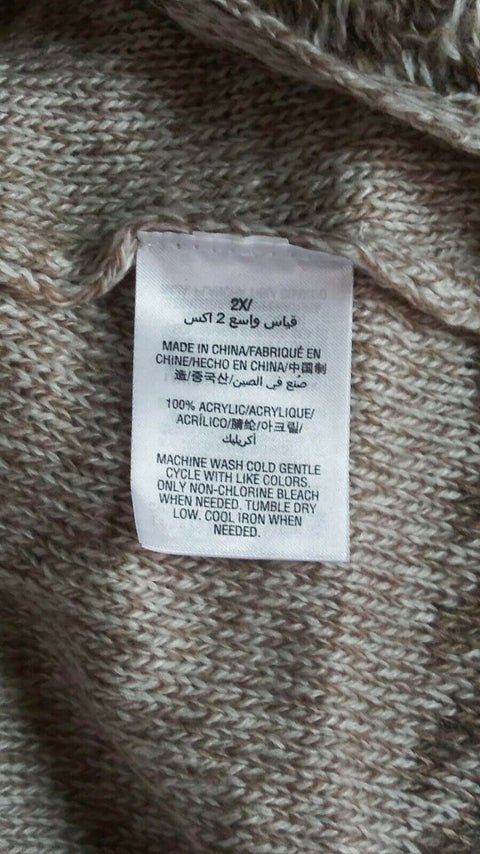 2X/
قياس واسع 2 اكس
MADE IN CHINA/FABRIQUÉ EN
CHINE/HECHO EN CHINA/中国制
造/중국산/صنع في الصين
100% ACRYLIC/ACRYLIQUE/
ACRÍLICO/腈纶/아크릴/
أكريليك
MACHINE WASH COLD GENTLE
CYCLE WITH LIKE COLORS.
ONLY NON-CHLORINE BLEACH
WHEN NEEDED. TUMBLE DRY
LOW. COOL IRON WHEN
NEEDED.